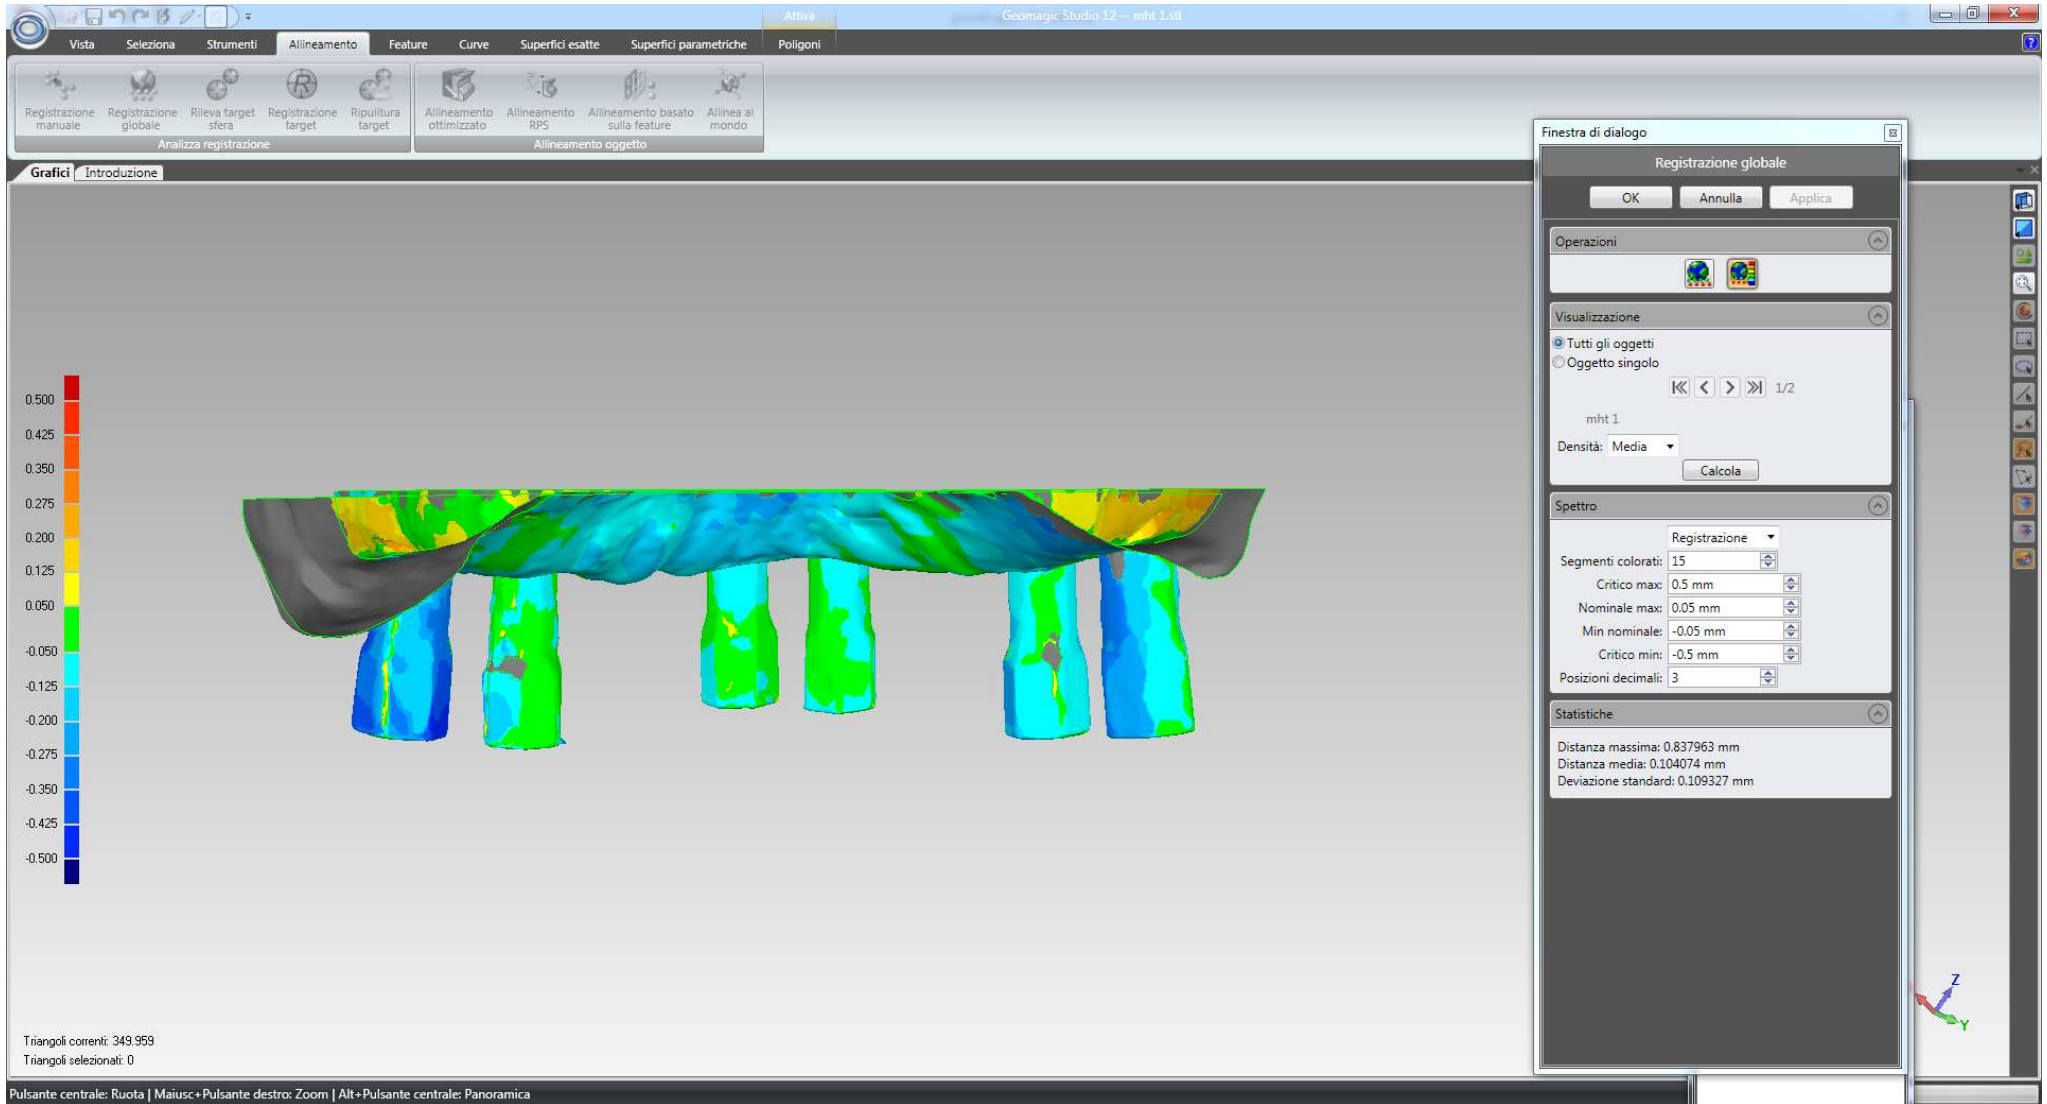 Attiva
Geomagic Studio 12 -- mht 1.stl
Vista Seleziona Strumenti Allineamento Feature Curve Superfici esatte Superfici parametriche Poligoni
Registrazione manuale
Registrazione globale
Rileva target sfera
Registrazione target
Ripulitura target
Allineamento ottimizzato
Allineamento RPS
Allineamento basato sulla feature
Allinea al mondo
Analizza registrazione
Allineamento oggetto
Grafici Introduzione
0.500
0.425
0.350
0.275
0.200
0.125
0.050
-0.050
-0.125
-0.200
-0.275
-0.350
-0.425
-0.500
Triangoli correnti: 349.959
Triangoli selezionati: 0
Z
Y
Finestra di dialogo
Registrazione globale
OK Annulla Applica
Operazioni
Visualizzazione
Tutti gli oggetti
Oggetto singolo
1/2
mht 1
Densità: Media
Calcola
Spettro
Registrazione
Segmenti colorati: 15
Critico max: 0.5 mm
Nominale max: 0.05 mm
Min nominale: -0.05 mm
Critico min: -0.5 mm
Posizioni decimali: 3
Statistiche
Distanza massima: 0.837963 mm
Distanza media: 0.104074 mm
Deviazione standard: 0.109327 mm
Pulsante centrale: Ruota | Maiusc+Pulsante destro: Zoom | Alt+Pulsante centrale: Panoramica